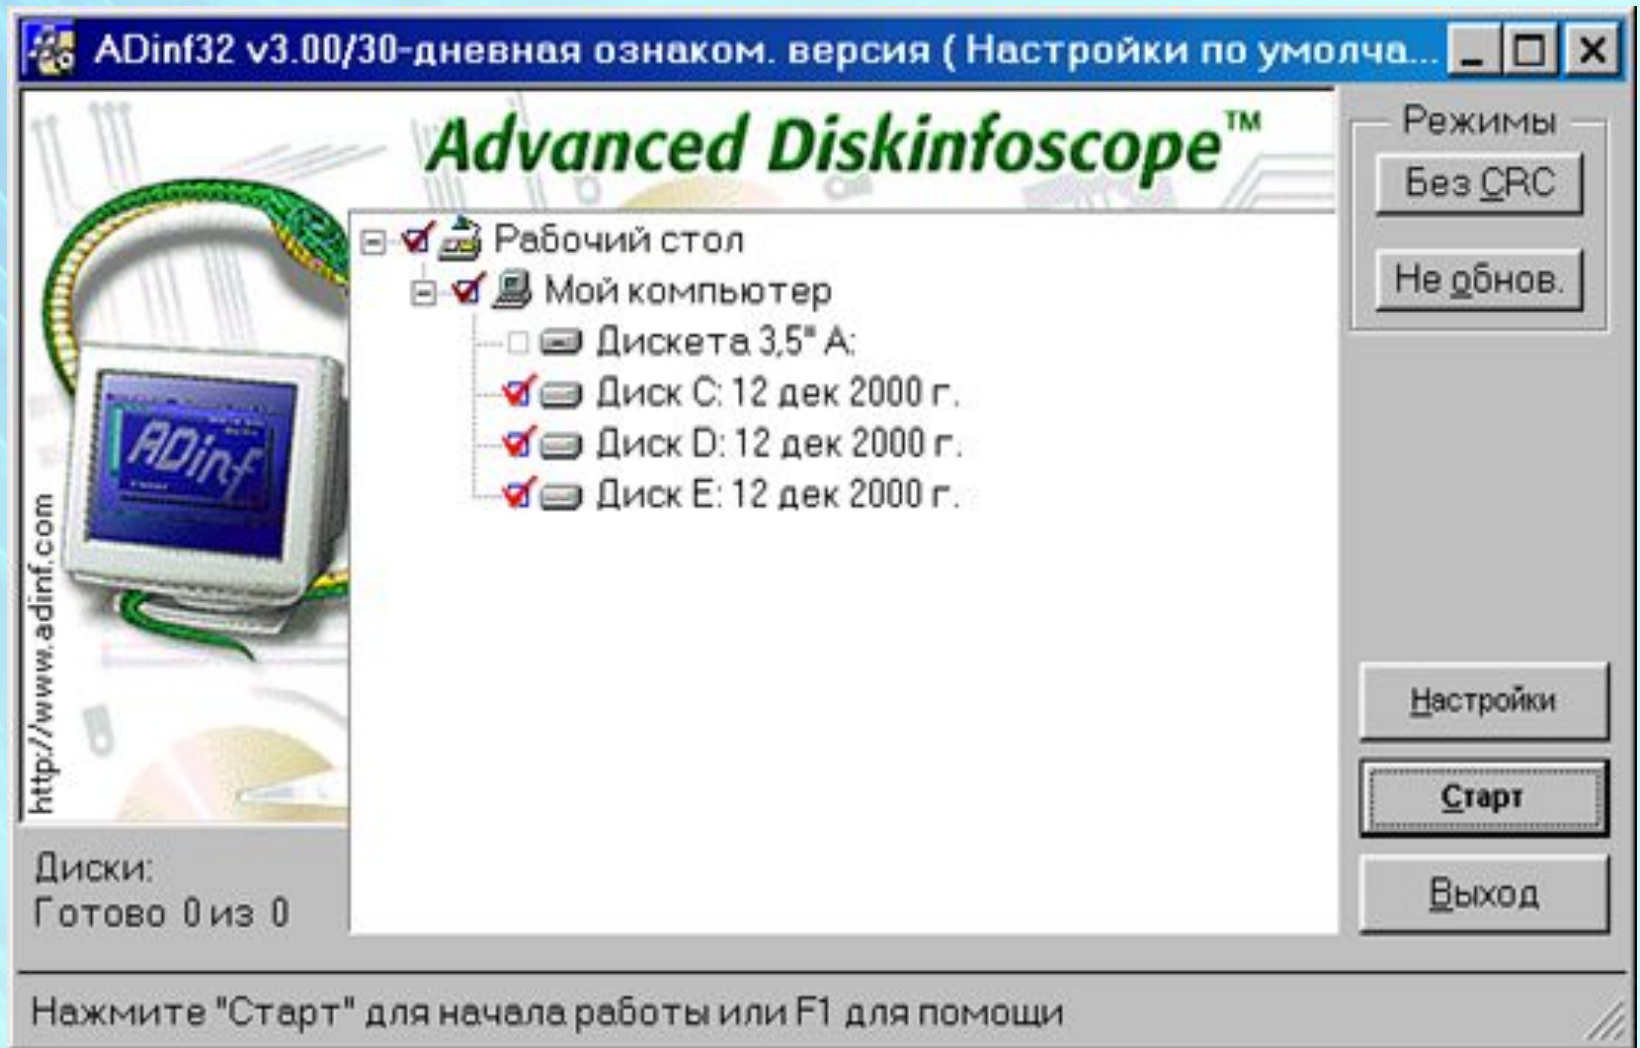 ADinf32 v3.00/30-дневная ознаком. версия ( Настройки по умолча...
Advanced Diskinfoscope™
Рабочий стол
Мой компьютер
Дискета 3,5" A:
Диск C: 12 дек 2000 г.
Диск D: 12 дек 2000 г.
Диск E: 12 дек 2000 г.
ADinf
http://www.adinf.com
Режимы
Без CRC
Не обнов.
Настройки
Старт
Выход
Диски:
Готово 0 из 0
Нажмите "Старт" для начала работы или F1 для помощи